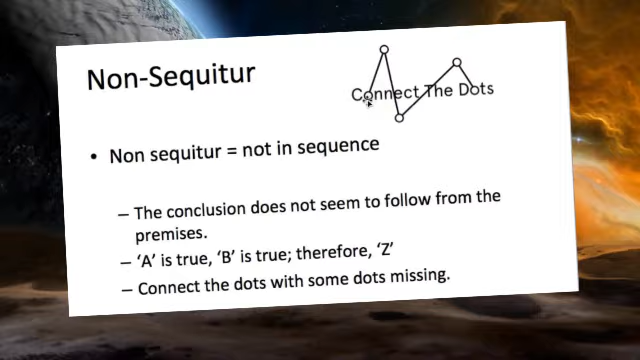 Non-Sequitur
Connect The Dots
• Non sequitur = not in sequence
– The conclusion does not seem to follow from the
premises.
– ‘A’ is true, ‘B’ is true; therefore, ‘Z’
– Connect the dots with some dots missing.